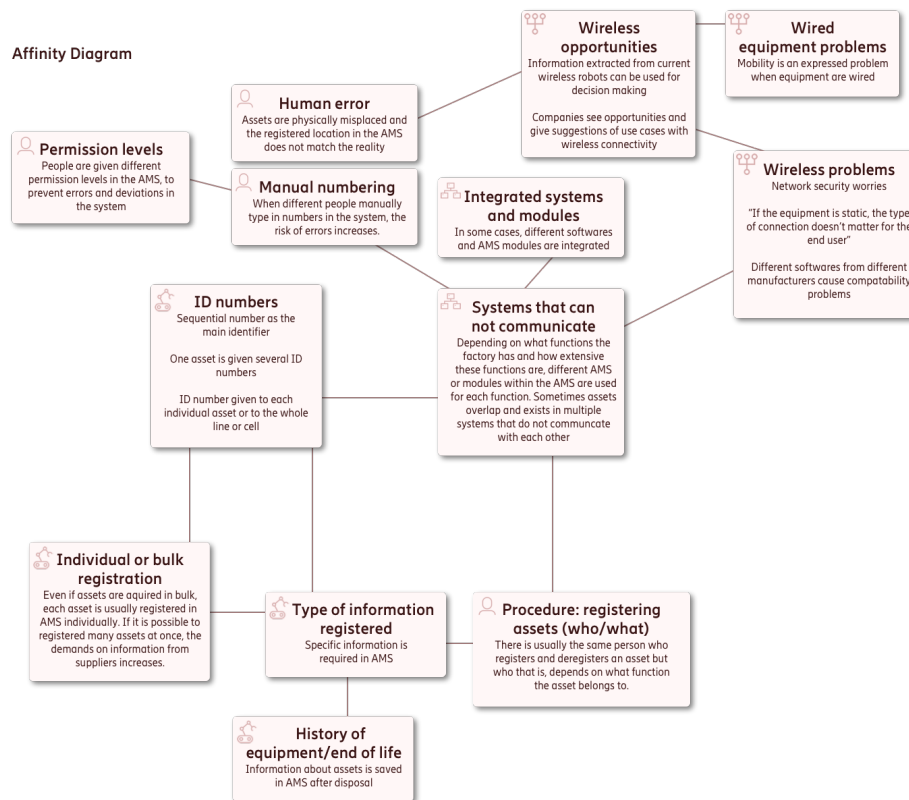 Affinity Diagram
Wireless
opportunities
Information extracted from current
wireless robots can be used for
decision making
Companies see opportunities and
give suggestions of use cases with
wireless connectivity
Wired
equipment problems
Mobility is an expressed problem
when equipment are wired
Human error
Assets are physically misplaced and
the registered location in the AMS
does not match the reality
Permission levels
People are given different
permission levels in the AMS, to
prevent errors and deviations in
the system
Manual numbering
When different people manually
type in numbers in the system, the
risk of errors increases.
Integrated systems
and modules
In some cases, different softwares
and AMS modules are integrated
Wireless problems
Network security worries
"If the equipment is static, the type
of connection doesn't matter for the
end user"
Different softwares from different
manufacturers cause compatability
problems
ID numbers
Sequential number as the
main identifier
One asset is given several ID
numbers
ID number given to each
individual asset or to the whole
line or cell
Systems that can
not communicate
Depending on what functions the
factory has and how extensive
these functions are, different AMS
or modules within the AMS are used
for each function. Sometimes assets
overlap and exists in multiple
systems that do not communcate
with each other
Individual or bulk
registration
Even if assets are aquired in bulk,
each asset is usually registered in
AMS individually. If it is possible to
registered many assets at once, the
demands on information from
suppliers increases.
Type of information
registered
Specific information is
required in AMS
Procedure: registering
assets (who/what)
There is usually the same person who
registers and deregisters an asset but
who that is, depends on what function
the asset belongs to.
History of
equipment/end of life
Information about assets is saved
in AMS after disposal